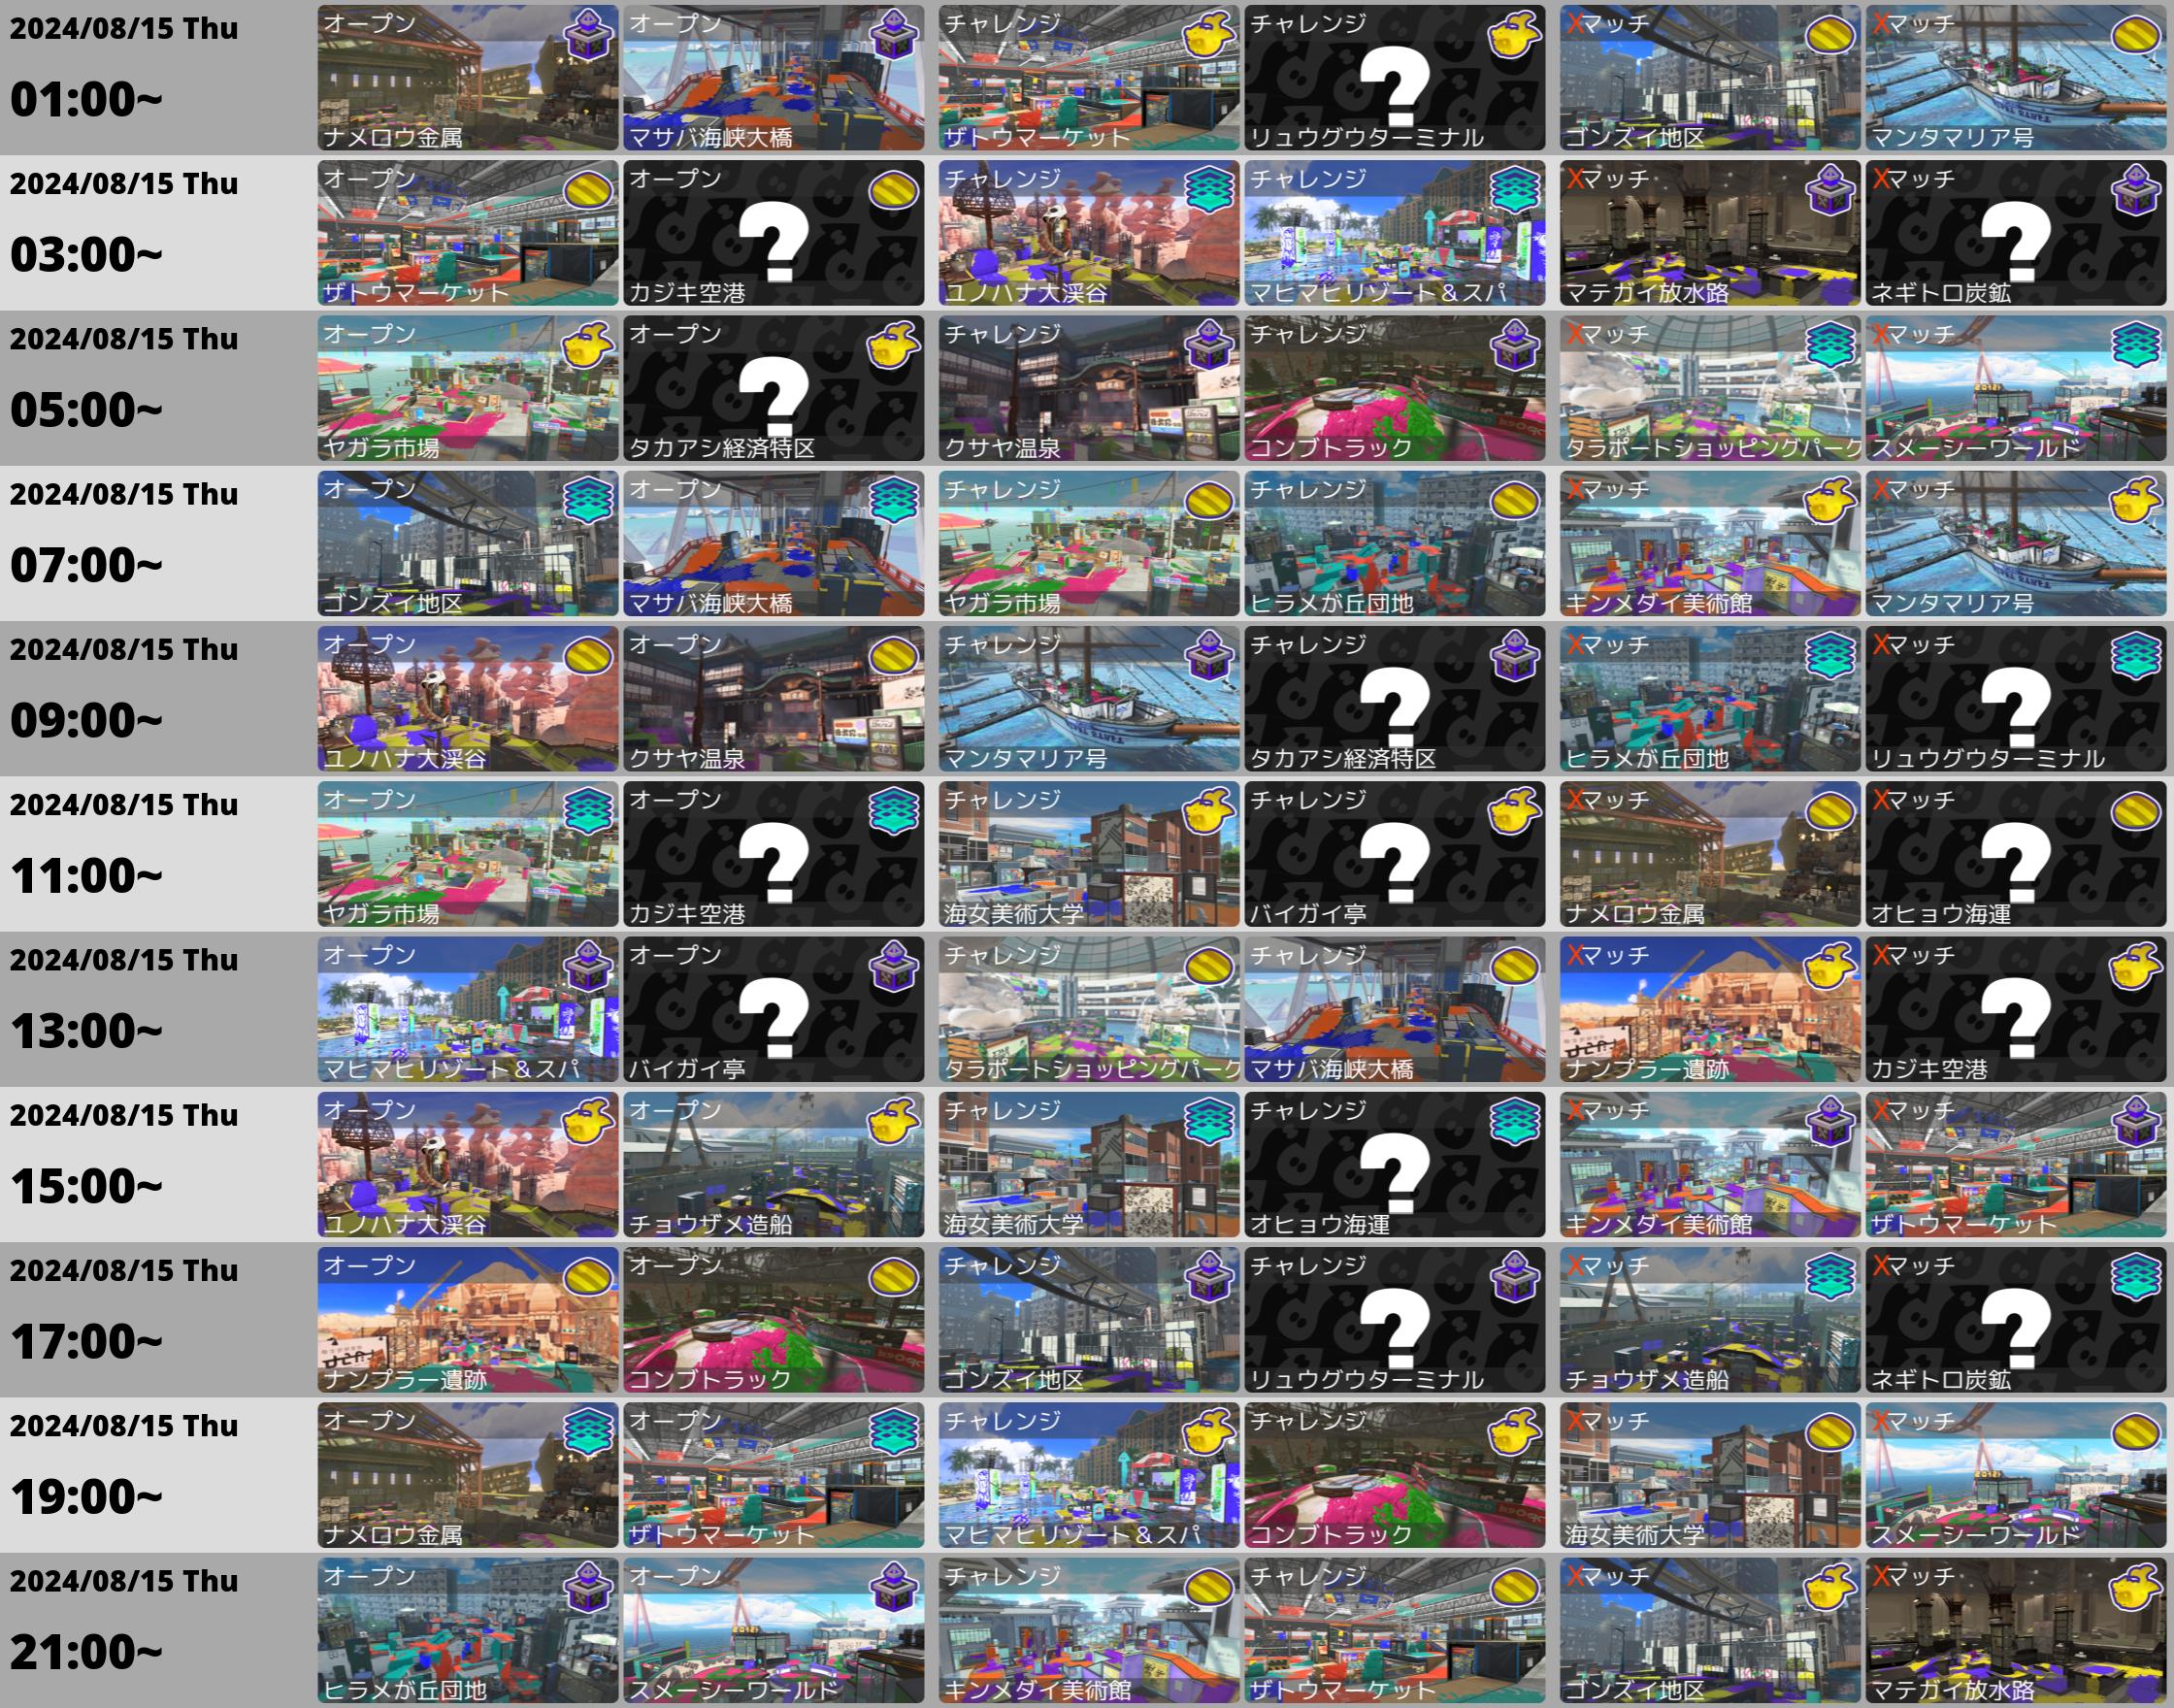 2024/08/15 Thu
01:00~
オープン
ナメロウ金属
オープン
マサバ海峡大橋
チャレンジ
ザトウマーケット
チャレンジ
リュウグウターミナル
Xマッチ
ゴンズイ地区
Xマッチ
マンタマリア号
2024/08/15 Thu
03:00~
オープン
ザトウマーケット
オープン
カジキ空港
チャレンジ
ユノハナ大渓谷
チャレンジ
マヒマヒリゾート＆スパ
Xマッチ
マテガイ放水路
Xマッチ
ネギトロ炭鉱
2024/08/15 Thu
05:00~
オープン
ヤガラ市場
オープン
タカアシ経済特区
チャレンジ
クサヤ温泉
チャレンジ
コンブトラック
Xマッチ
タラポートショッピングパーク
Xマッチ
スメーシーワールド
2024/08/15 Thu
07:00~
オープン
ゴンズイ地区
オープン
マサバ海峡大橋
チャレンジ
ヤガラ市場
チャレンジ
ヒラメが丘団地
Xマッチ
キンメダイ美術館
Xマッチ
マンタマリア号
2024/08/15 Thu
09:00~
オープン
ユノハナ大渓谷
オープン
クサヤ温泉
チャレンジ
マンタマリア号
チャレンジ
タカアシ経済特区
Xマッチ
ヒラメが丘団地
Xマッチ
リュウグウターミナル
2024/08/15 Thu
11:00~
オープン
ヤガラ市場
オープン
カジキ空港
チャレンジ
海女美術大学
チャレンジ
バイガイ亭
Xマッチ
ナメロウ金属
Xマッチ
オヒョウ海運
2024/08/15 Thu
13:00~
オープン
マヒマヒリゾート＆スパ
オープン
バイガイ亭
チャレンジ
タラポートショッピングパーク
チャレンジ
マサバ海峡大橋
Xマッチ
ナンプラー遺跡
Xマッチ
カジキ空港
2024/08/15 Thu
15:00~
オープン
ユノハナ大渓谷
オープン
チョウザメ造船
チャレンジ
海女美術大学
チャレンジ
オヒョウ海運
Xマッチ
キンメダイ美術館
Xマッチ
ザトウマーケット
2024/08/15 Thu
17:00~
オープン
ナンプラー遺跡
オープン
コンブトラック
チャレンジ
ゴンズイ地区
チャレンジ
リュウグウターミナル
Xマッチ
チョウザメ造船
Xマッチ
ネギトロ炭鉱
2024/08/15 Thu
19:00~
オープン
ナメロウ金属
オープン
ザトウマーケット
チャレンジ
マヒマヒリゾート＆スパ
チャレンジ
コンブトラック
Xマッチ
海女美術大学
Xマッチ
スメーシーワールド
2024/08/15 Thu
21:00~
オープン
ヒラメが丘団地
オープン
スメーシーワールド
チャレンジ
キンメダイ美術館
チャレンジ
ザトウマーケット
Xマッチ
ゴンズイ地区
Xマッチ
マテガイ放水路